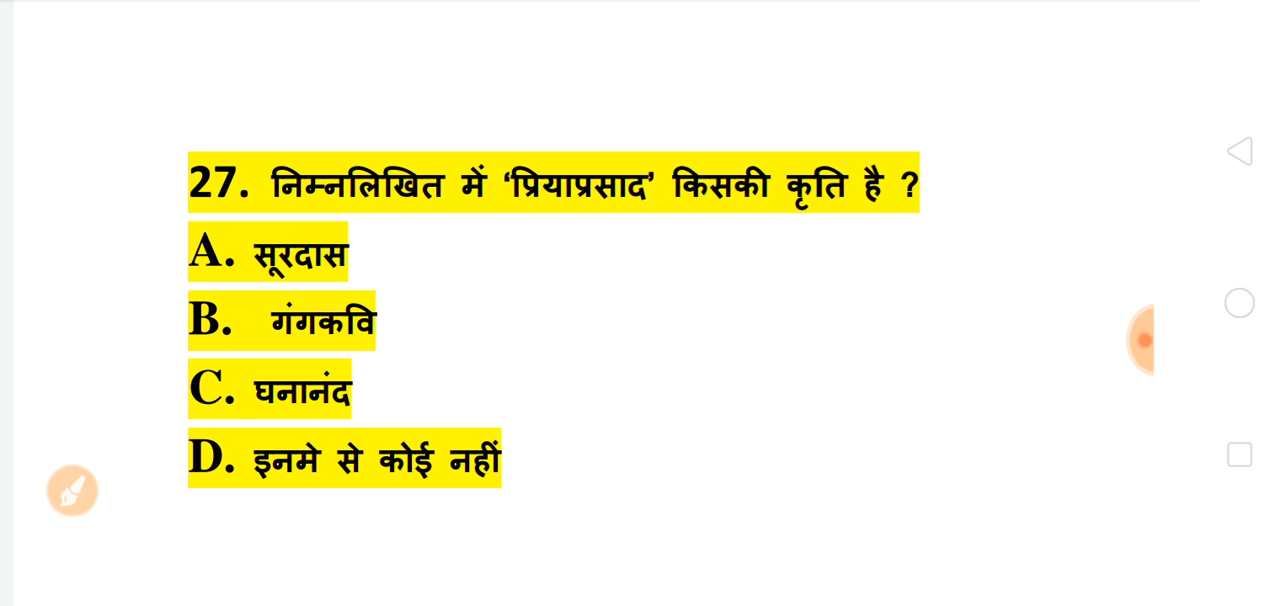 27. निम्नलिखित में ‘प्रियाप्रसाद’ किसकी कृति है ?
A. सूरदास
B. गंगकवि
C. घनानंद
D. इनमे से कोई नहीं